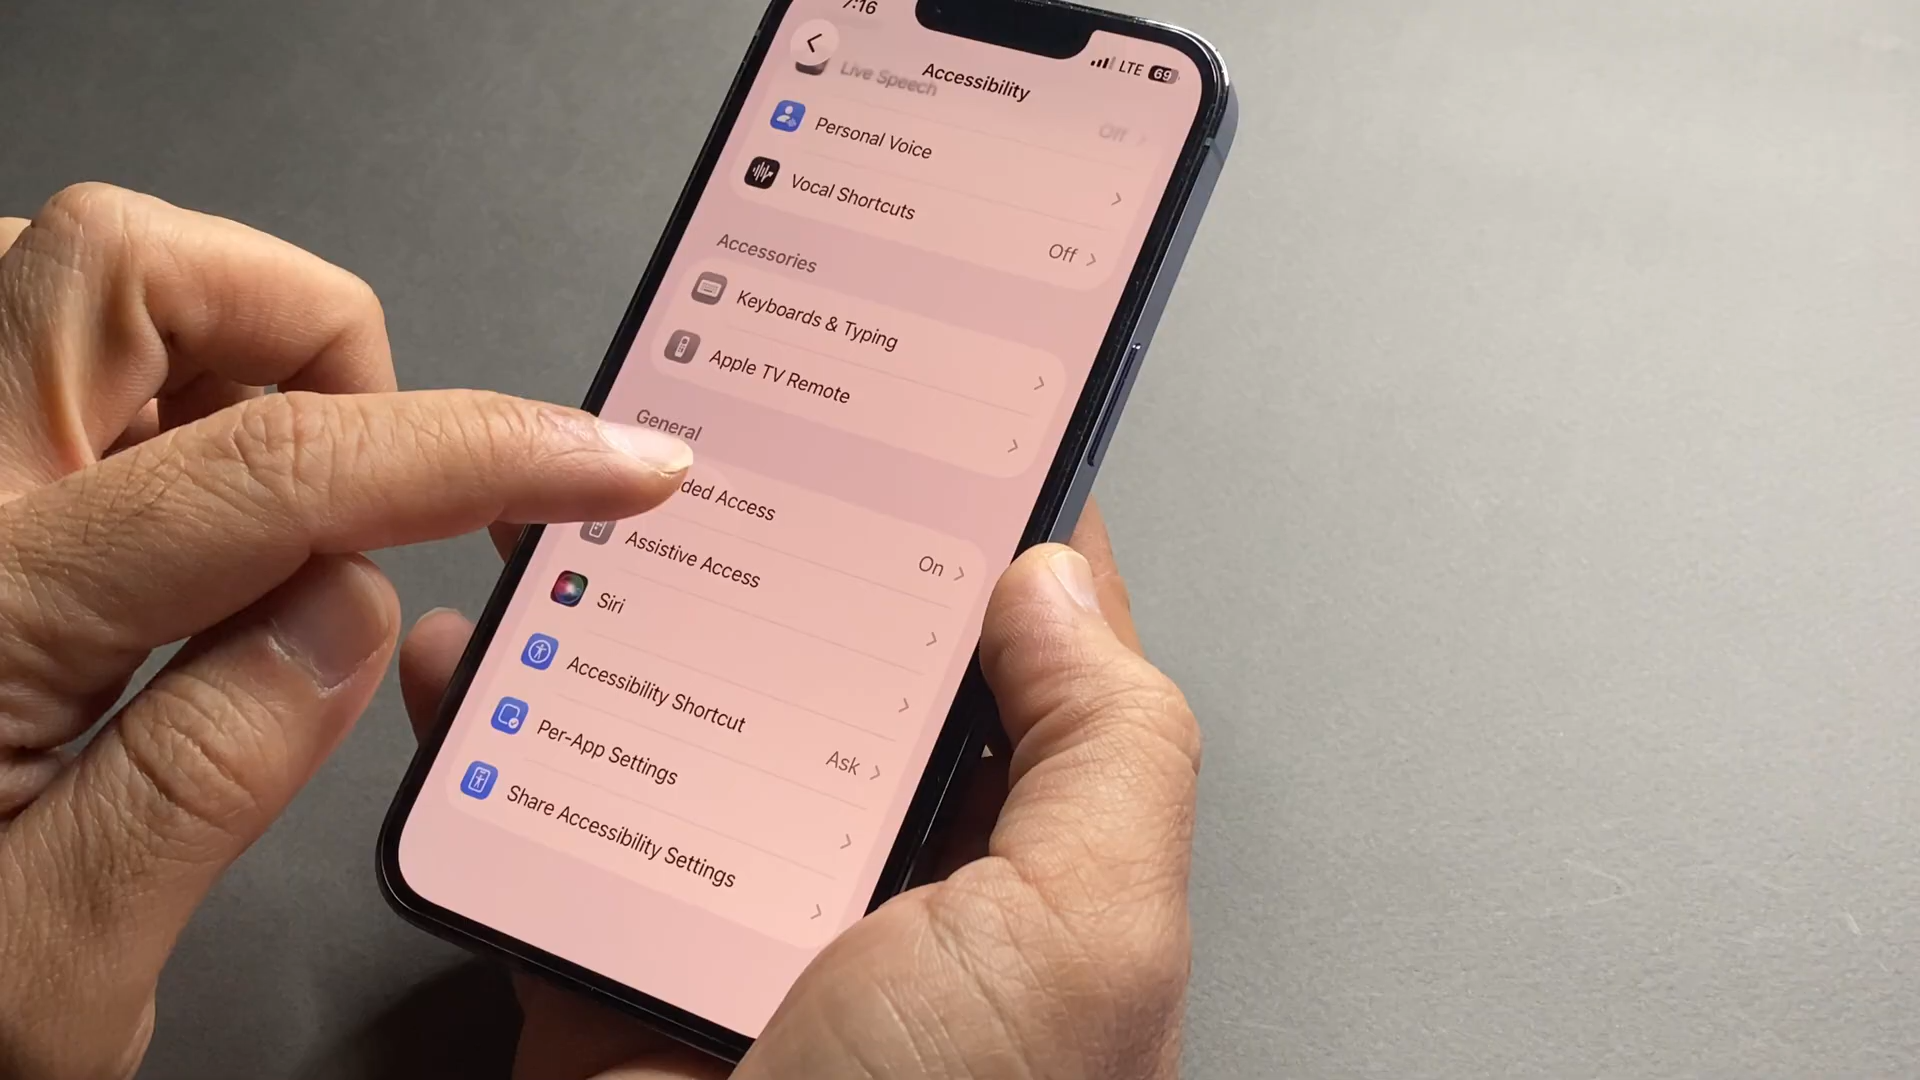 7:16
LTE 69
Accessibility
Live Speech
Off
Personal Voice
Vocal Shortcuts
Off
Accessories
Keyboards & Typing
Apple TV Remote
General
ded Access
On
Assistive Access
Siri
Accessibility Shortcut
Ask
Per-App Settings
Share Accessibility Settings